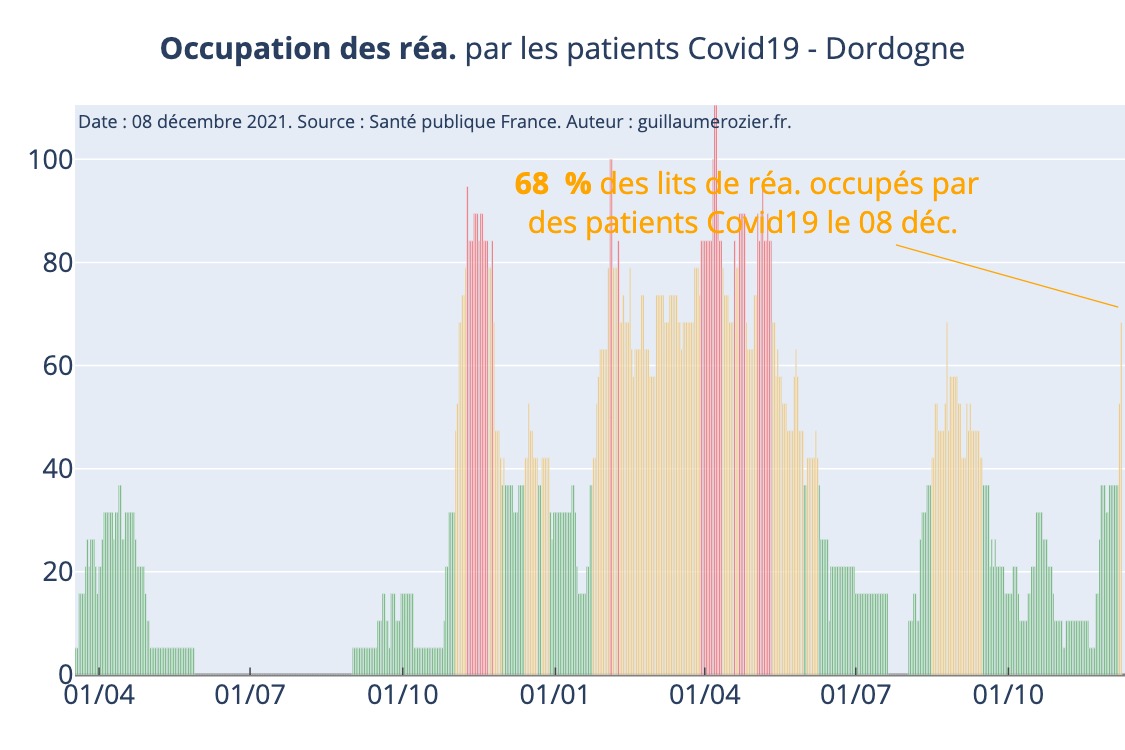 Occupation des réa. par les patients Covid19 - Dordogne
Date : 08 décembre 2021. Source : Santé publique France. Auteur : guillaumerozier.fr.
100
68 % des lits de réa. occupés par
des patients Covid19 le 08 déc.
80
60
40
20
0
01/04 01/07 01/10 01/01 01/04 01/07 01/10